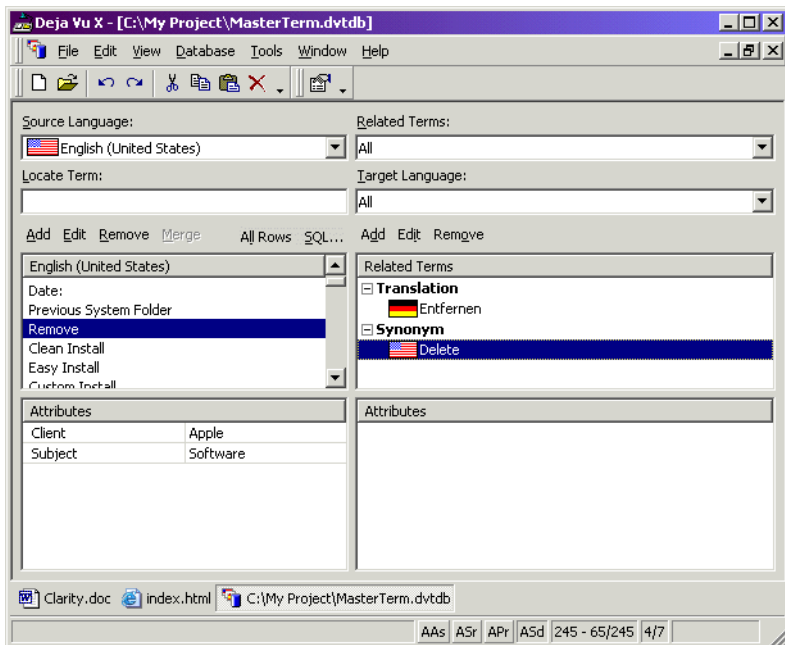 Deja Vu X - [C:\My Project\MasterTerm.dvtdb]
File Edit View Database Tools Window Help
Source Language: Related Terms:
English (United States) All
Locate Term: Target Language:
All
Add Edit Remove Merge All Rows SQL... Add Edit Remove
English (United States) Related Terms
Date: Translation
Previous System Folder Entfernen
Remove Synonym
Clean Install Delete
Easy Install
Custom Install
Attributes Attributes
Client Apple
Subject Software
Clarity.doc index.html C:\My Project\MasterTerm.dvtdb
AAs ASr APr ASd 245 - 65/245 4/7